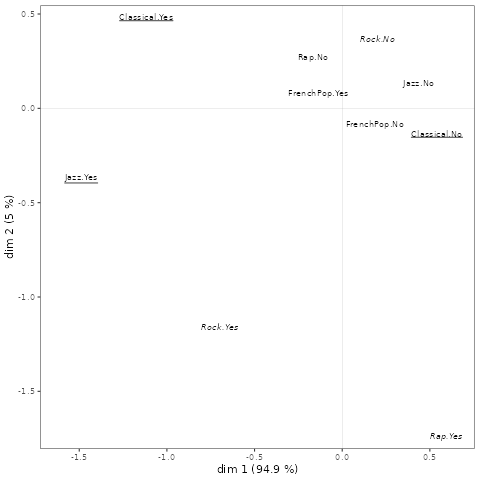 0.5
0.0
-0.5
-1.0
-1.5
dim 2 (5 %)
Classical.Yes
Rock.No
Rap.No
Jazz.No
FrenchPop.Yes
FrenchPop.No
Classical.No
Jazz.Yes
Rock.Yes
Rap.Yes
-1.5 -1.0 -0.5 0.0 0.5
dim 1 (94.9 %)